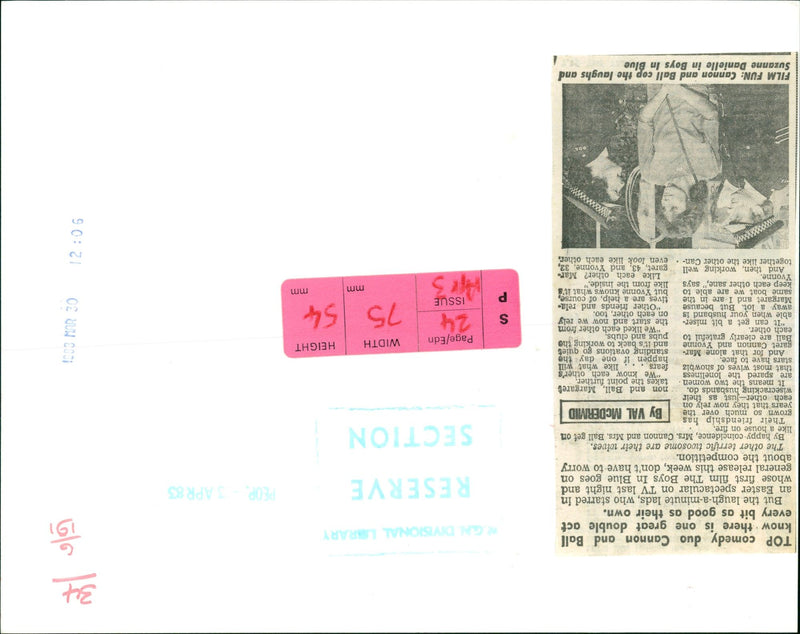 TOP comedy duo Cannon and Ball
know there is one great double act
every bit as good as their own.
But the laugh-a-minute lads, who starred in
an Easter spectacular on TV last night and
whose first film The Boys In Blue goes on
general release this week, don't have to worry
about the competition.
The other terrific twosome are their wives.
By happy coincidence, Mrs. Cannon and Mrs Ball get on
like a house on fire.
Their friendship has
grown so much over the
years that they now rely on
each other—just as their
wisecracking husbands do.
It means the two women
are spared the loneliness
that most wives of showbiz
stars have to face.
And for that alone Mar-
garet Cannon and Yvonne
Ball are clearly grateful to
each other.
"It can get a bit miser-
able when your husband is
away a lot. But because
Margaret and I are in the
same boat we are able to
keep each other sane," says
Yvonne.
And then, working well
together like the other Can-
By VAL McDERMID
non and Ball, Margaret
takes the point further.
"We know each other's
fears . . . like what will
happen if one day the
standing ovations go quiet
and it's back to working the
pubs and clubs.
"We liked each other from
the start and now we rely
on each other, too.
"Other friends and rela-
tives are a help, of course,
but Yvonne knows what it's
like from the inside."
Like each other? Mar-
garet, 43, and Yvonne, 32,
even look like each other.
FILM FUN: Cannon and Ball cop the laughs and
Suzanne Danielle in Boys In Blue
S
P
Page/Edn
24
ISSUE
Apr 3
WIDTH
75
mm
HEIGHT
54
mm
M.G.N. DIVISIONAL LIBRARY
RESERVE
SECTION
PEOP. - 3 APR 83
1983 MAR 30
12:06
34